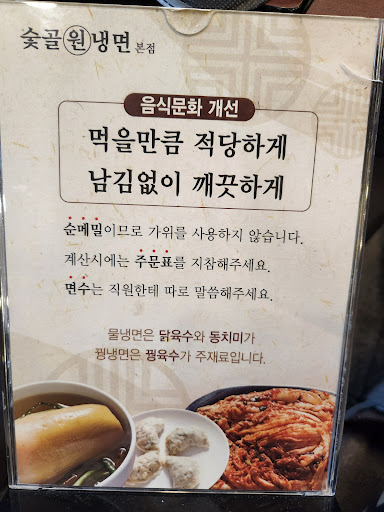 숯골원냉면 본점
음식문화 개선
먹을만큼 적당하게
남김없이 깨끗하게
순메밀이므로 가위를 사용하지 않습니다.
계산시에는 주문표를 지참해주세요.
면수는 직원한테 따로 말씀해주세요.
물냉면은 닭육수와 동치미가
꿩냉면은 꿩육수가 주재료입니다.